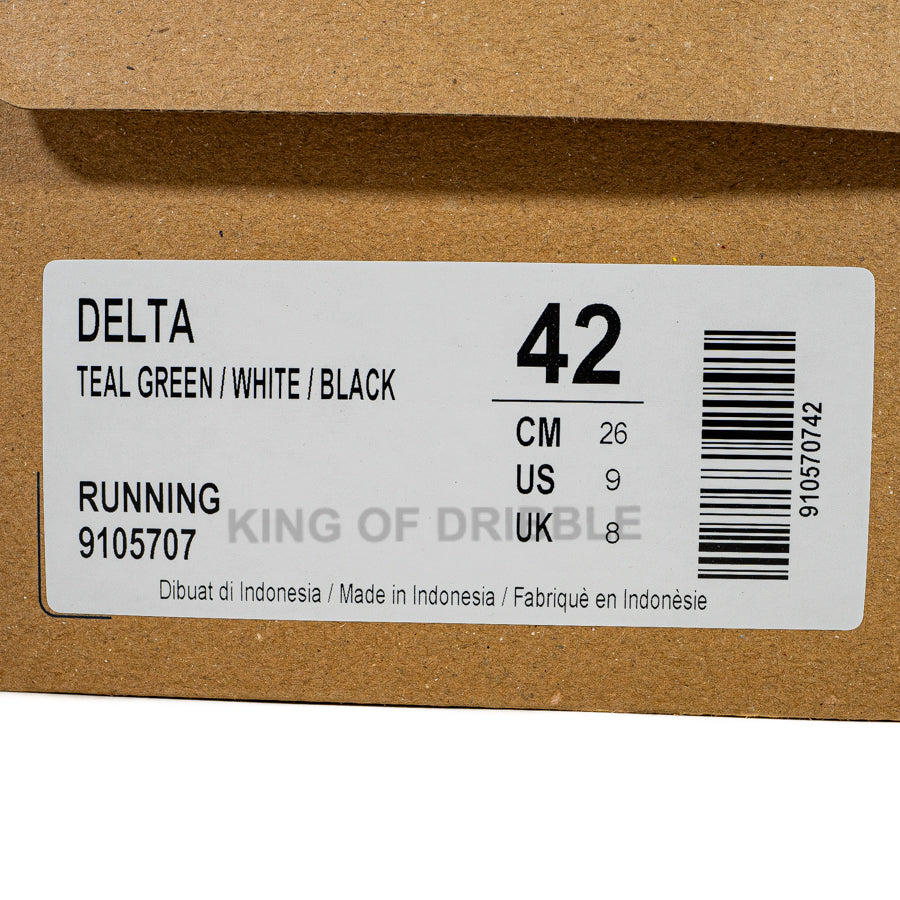 DELTA
TEAL GREEN / WHITE / BLACK
RUNNING
9105707
42
CM 26
US 9
UK 8
910570742
KING OF DRIBBLE
Dibuat di Indonesia / Made in Indonesia / Fabriquè en Indonèsie